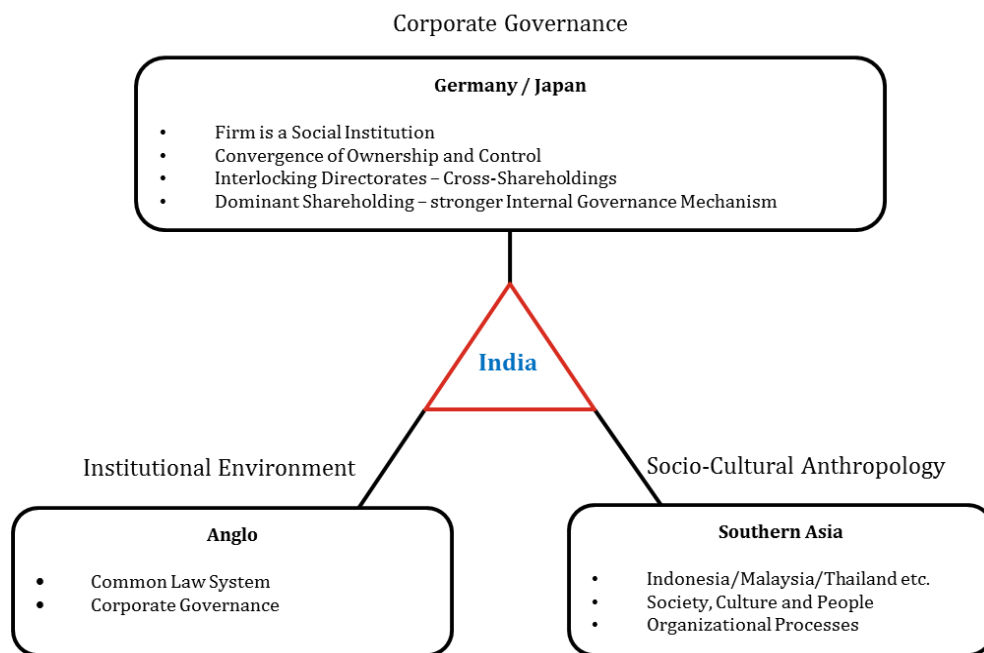 Corporate Governance
Germany / Japan
• Firm is a Social Institution
• Convergence of Ownership and Control
• Interlocking Directorates – Cross-Shareholdings
• Dominant Shareholding – stronger Internal Governance Mechanism
India
Institutional Environment
Socio-Cultural Anthropology
Anglo
• Common Law System
• Corporate Governance
Southern Asia
• Indonesia/Malaysia/Thailand etc.
• Society, Culture and People
• Organizational Processes